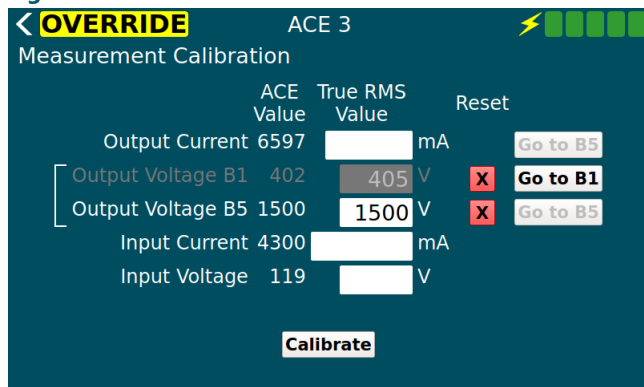 OVERRIDE ACE 3
Measurement Calibration
ACE Value True RMS Value Reset
Output Current 6597 mA Go to B5
Output Voltage B1 402 405 V X Go to B1
Output Voltage B5 1500 1500 V X Go to B5
Input Current 4300 mA
Input Voltage 119 V
Calibrate